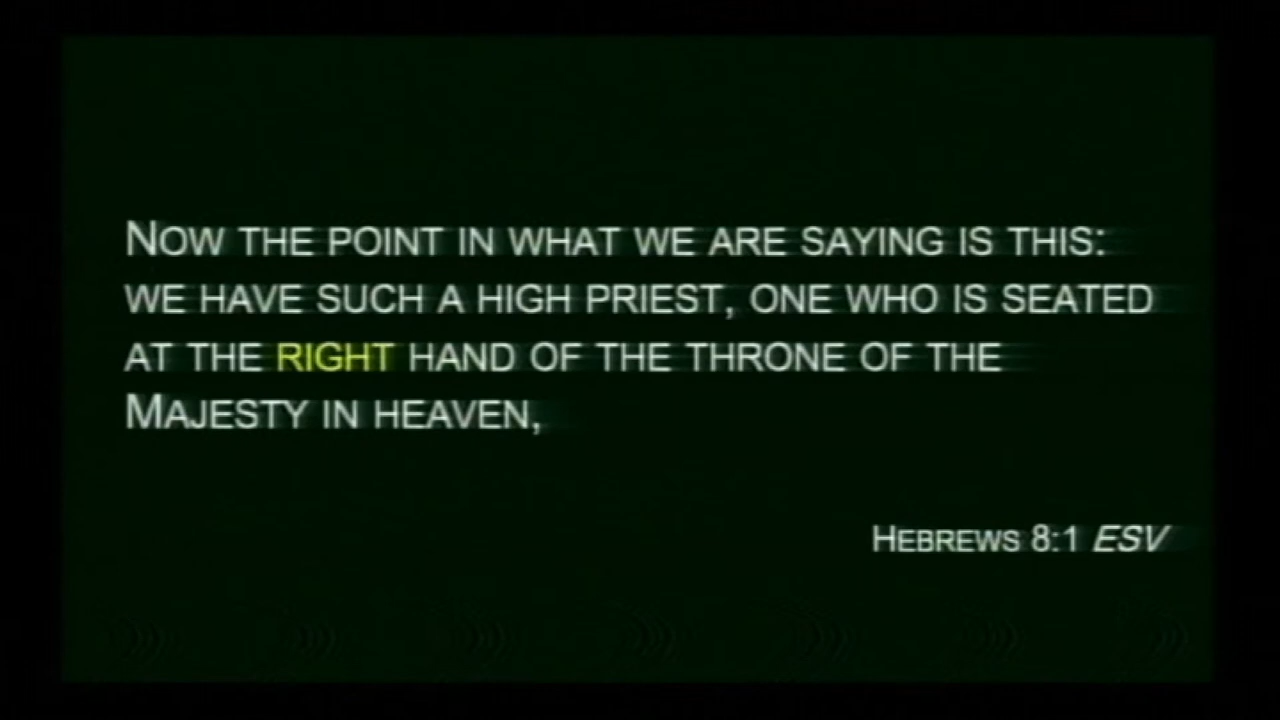 Now the point in what we are saying is this:
we have such a high priest, one who is seated
at the right hand of the throne of the
Majesty in heaven,
Hebrews 8:1 ESV